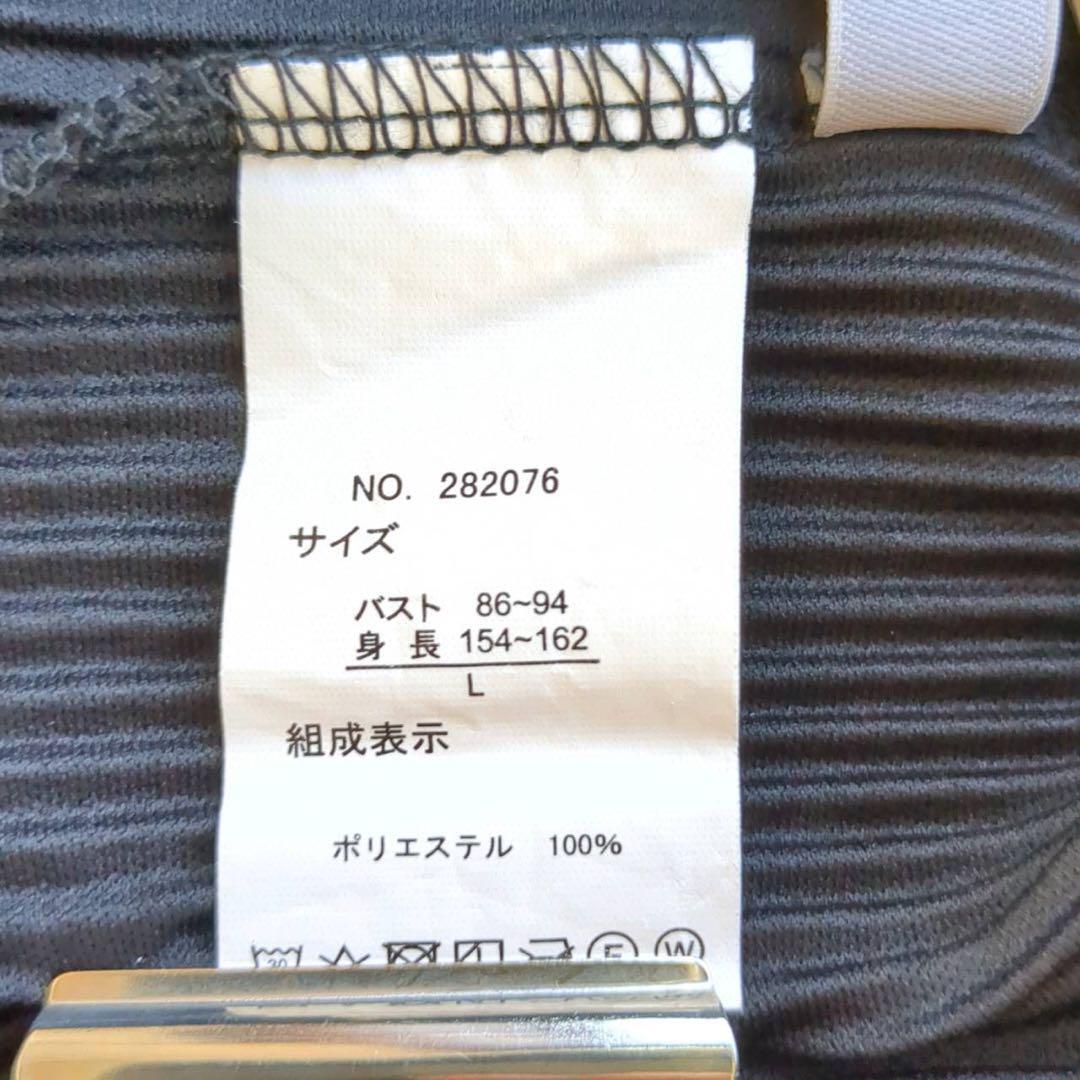 NO. 282076
サイズ
バスト 86~94
身 長 154~162
L
組成表示
ポリエステル 100%
30
W